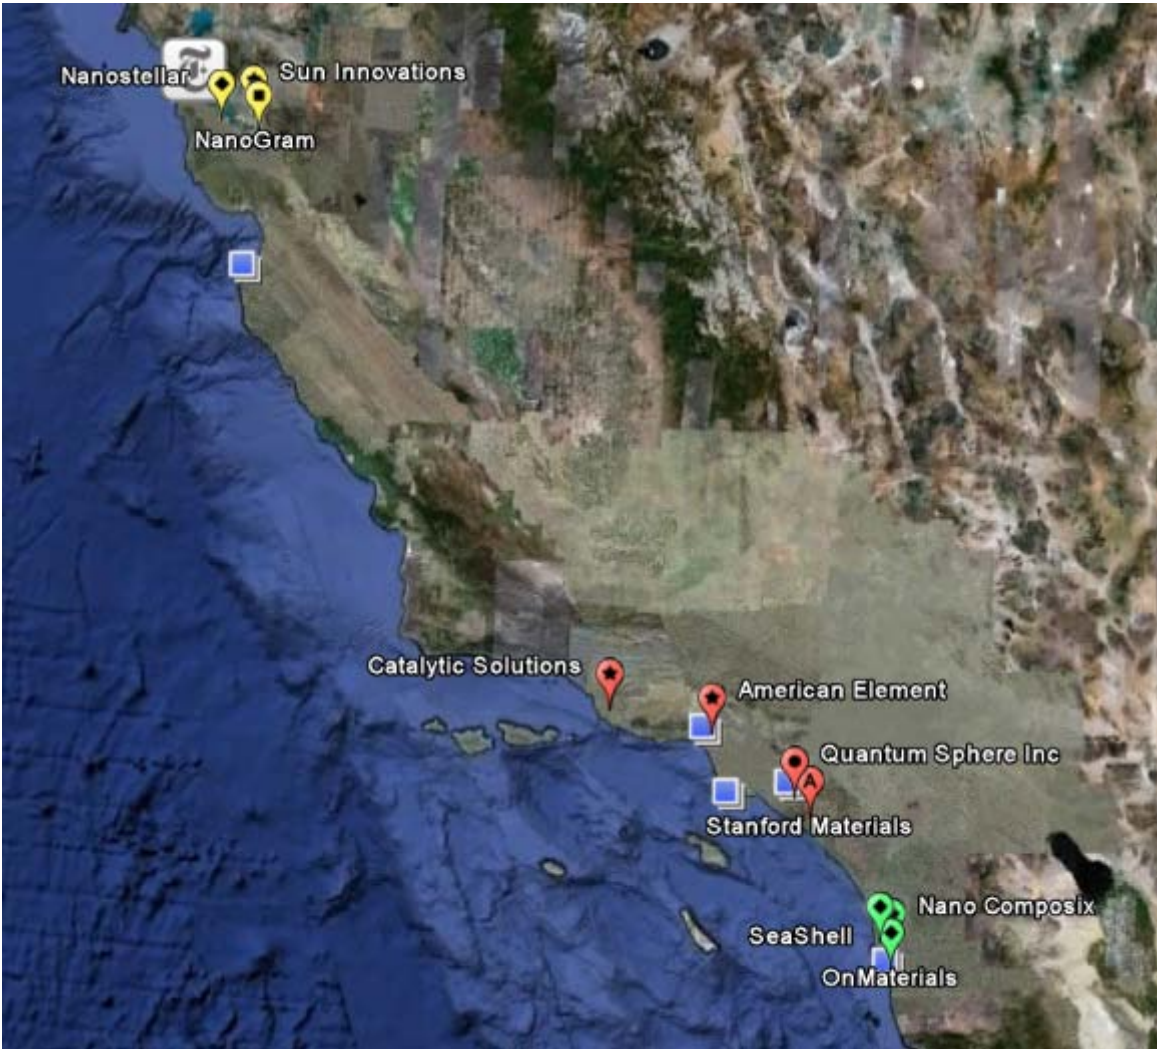 Nanostellar
T
Sun Innovations
NanoGram
Catalytic Solutions
American Element
Quantum Sphere Inc
A
Stanford Materials
Nano Composix
SeaShell
OnMaterials